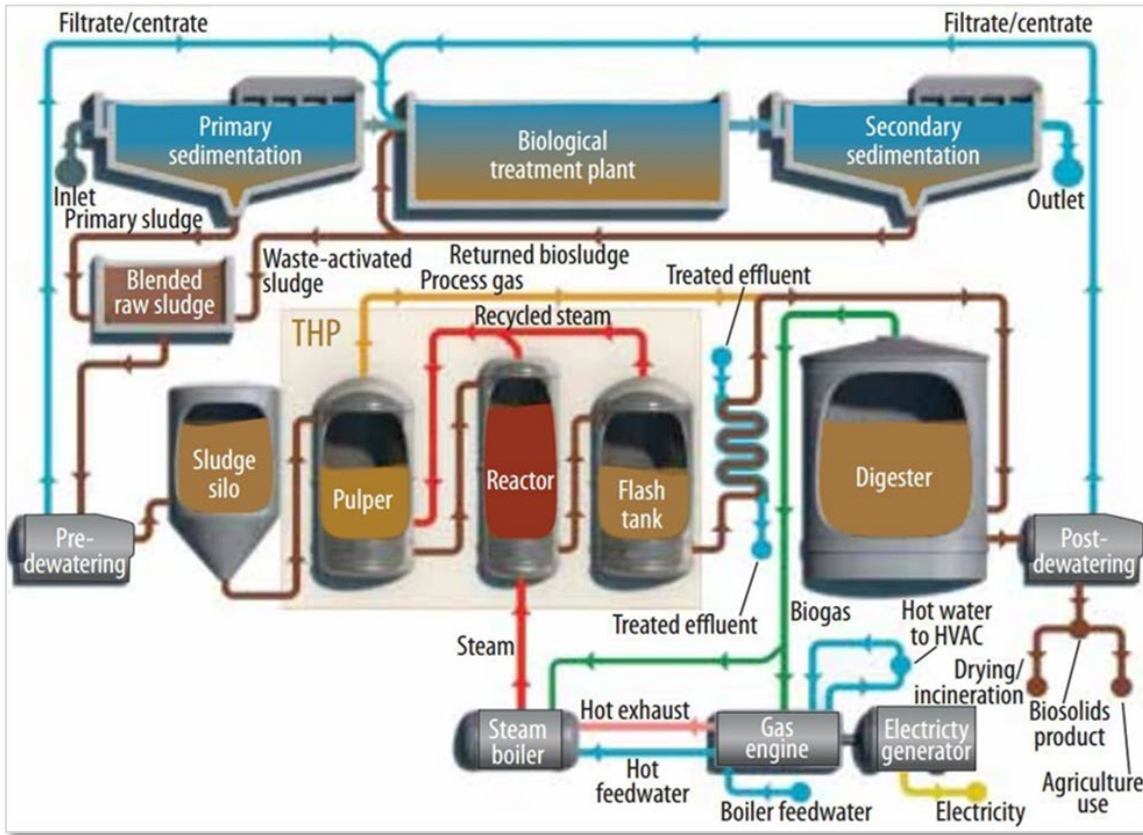 Filtrate/centrate
Filtrate/centrate
Primary
sedimentation
Biological
treatment plant
Secondary
sedimentation
Inlet
Outlet
Primary sludge
Blended
raw sludge
Waste-activated
sludge
Returned biosludge
Process gas
Treated effluent
THP
Recycled steam
Sludge
silo
Pulper
Reactor
Flash
tank
Digester
Pre-
dewatering
Post-
dewatering
Steam
Treated effluent
Biogas
Hot water
to HVAC
Drying/
incineration
Biosolids
product
Agriculture
use
Steam
boiler
Hot exhaust
Hot
feedwater
Gas
engine
Electricty
generator
Boiler feedwater
Electricity